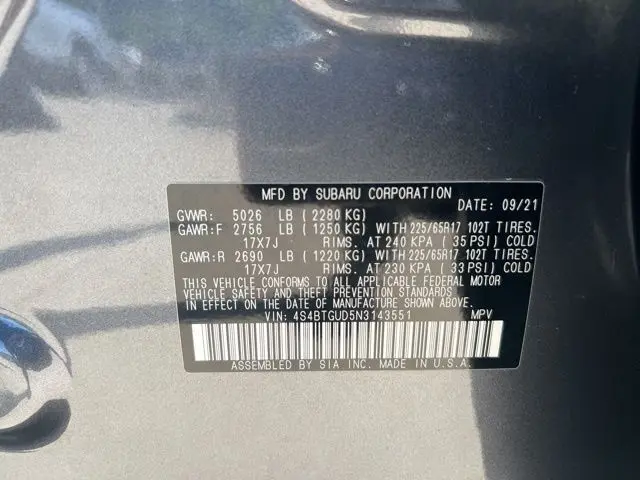 MFD BY SUBARU CORPORATION
DATE: 09/21
GVWR: 5026 LB ( 2280 KG)
GAWR:F 2756 LB ( 1250 KG) WITH 225/65R17 102T TIRES.
17X7J RIMS. AT 240 KPA ( 35 PSI) COLD
GAWR:R 2690 LB ( 1220 KG) WITH 225/65R17 102T TIRES.
17X7J RIMS. AT 230 KPA ( 33 PSI) COLD
THIS VEHICLE CONFORMS TO ALL APPLICABLE FEDERAL MOTOR
VEHICLE SAFETY AND THEFT PREVENTION STANDARDS
IN EFFECT ON THE DATE OF MANUFACTURE SHOWN ABOVE.
VIN: 4S4BTGUD5N3143551 MPV
ASSEMBLED BY SIA INC. MADE IN U.S.A.